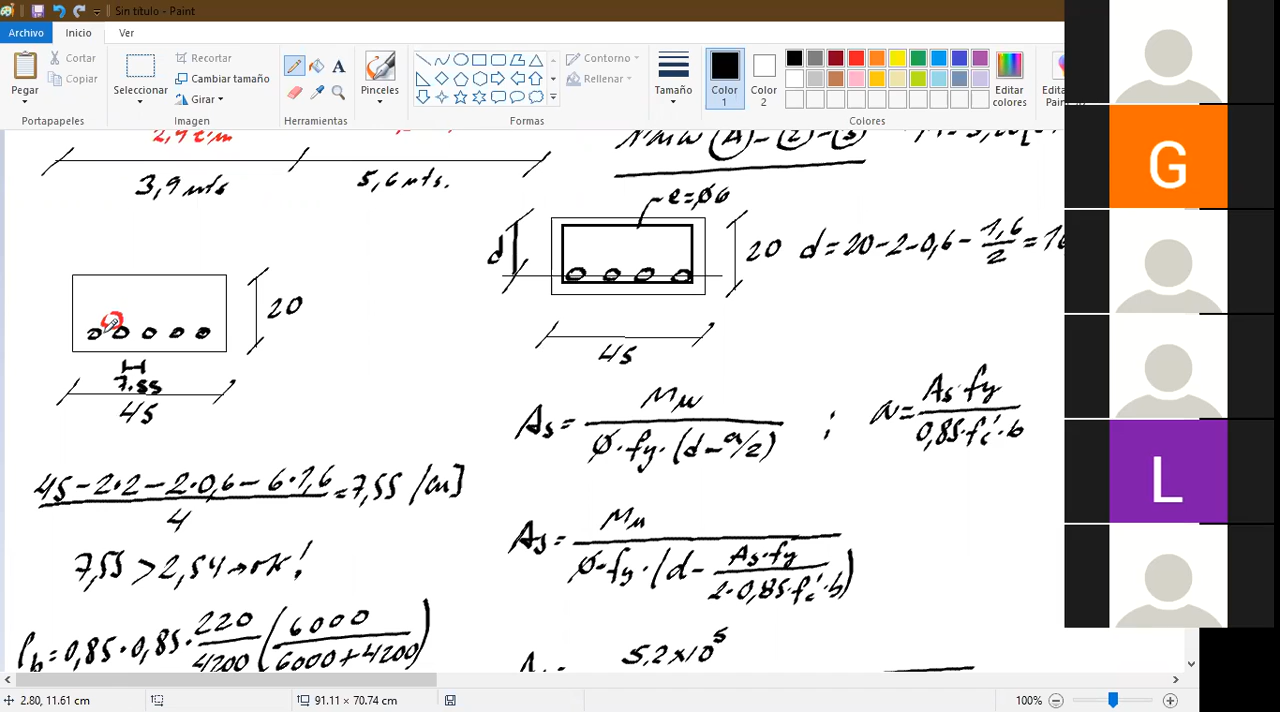 Sin título - Paint
Archivo Inicio Ver
Pegar
Cortar
Copiar
Portapapeles
Seleccionar
Recortar
Cambiar tamaño
Girar
Imagen
A
Herramientas
Pinceles
Contorno
Rellenar
Formas
Tamaño
Color 1
Color 2
Editar colores
Colores
3,9 mts
5,6 mts.
e=Ø6
d
20
d = 20 - 2 - 0,6 - 1,6/2 = 16
45
20
7.55
45
G
L
As = Mu / (Ø·fy·(d - a/2)) ; a = As·fy / (0,85·fc'·b)
(45 - 2·2 - 2·0,6 - 6·1,6) / 4 = 7,55 [cm]
7,55 > 2,54 → ok!
As = Mu / (Ø·fy·(d - As·fy / (2·0,85·fc'·b)))
ρb = 0,85·0,85·220/4200 (6000 / (6000+4200))
5,2x10⁵
2.80, 11.61 cm
91.11 × 70.74 cm
100%